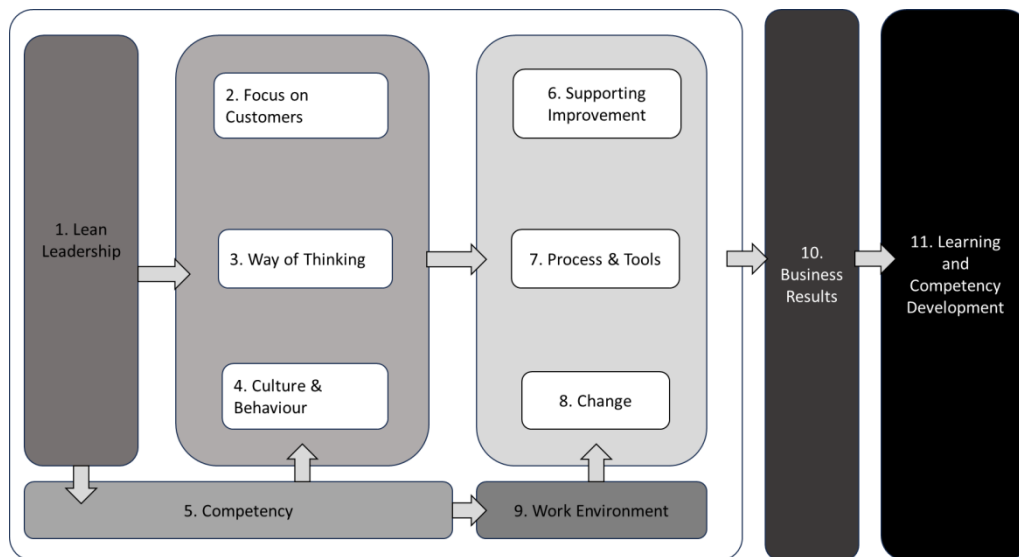 1. Lean
Leadership
2. Focus on
Customers
3. Way of Thinking
4. Culture &
Behaviour
5. Competency
6. Supporting
Improvement
7. Process & Tools
8. Change
9. Work Environment
10.
Business
Results
11. Learning
and
Competency
Development